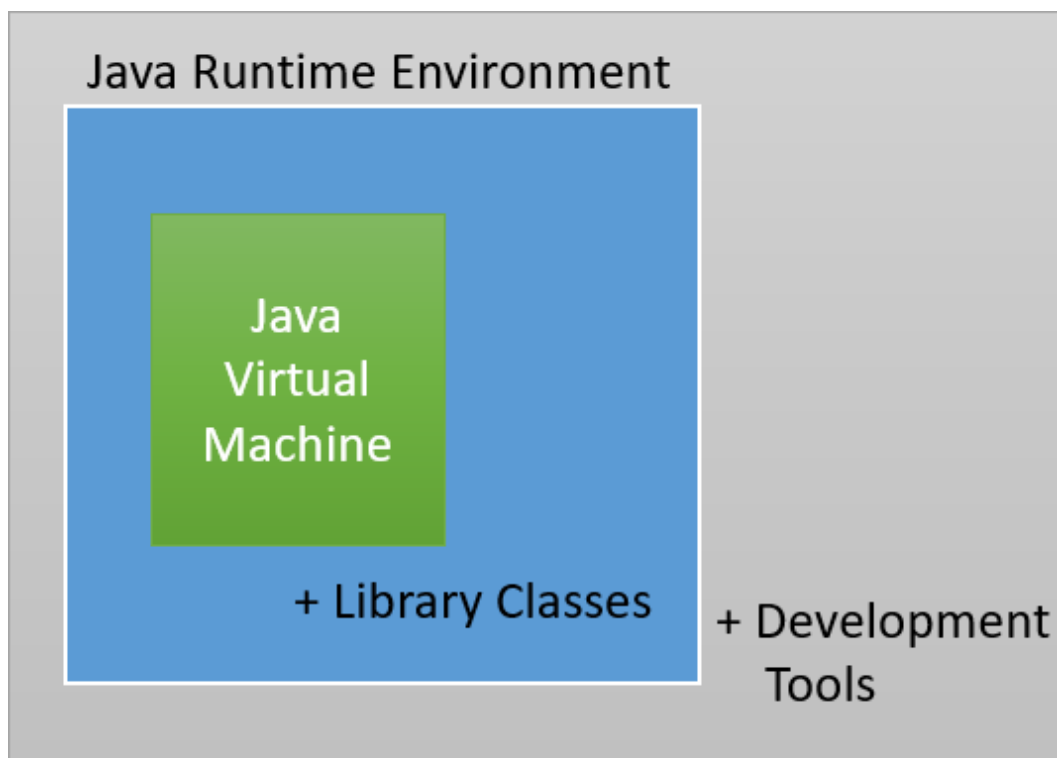 Java Runtime Environment
Java
Virtual
Machine
+ Library Classes
+ Development
Tools